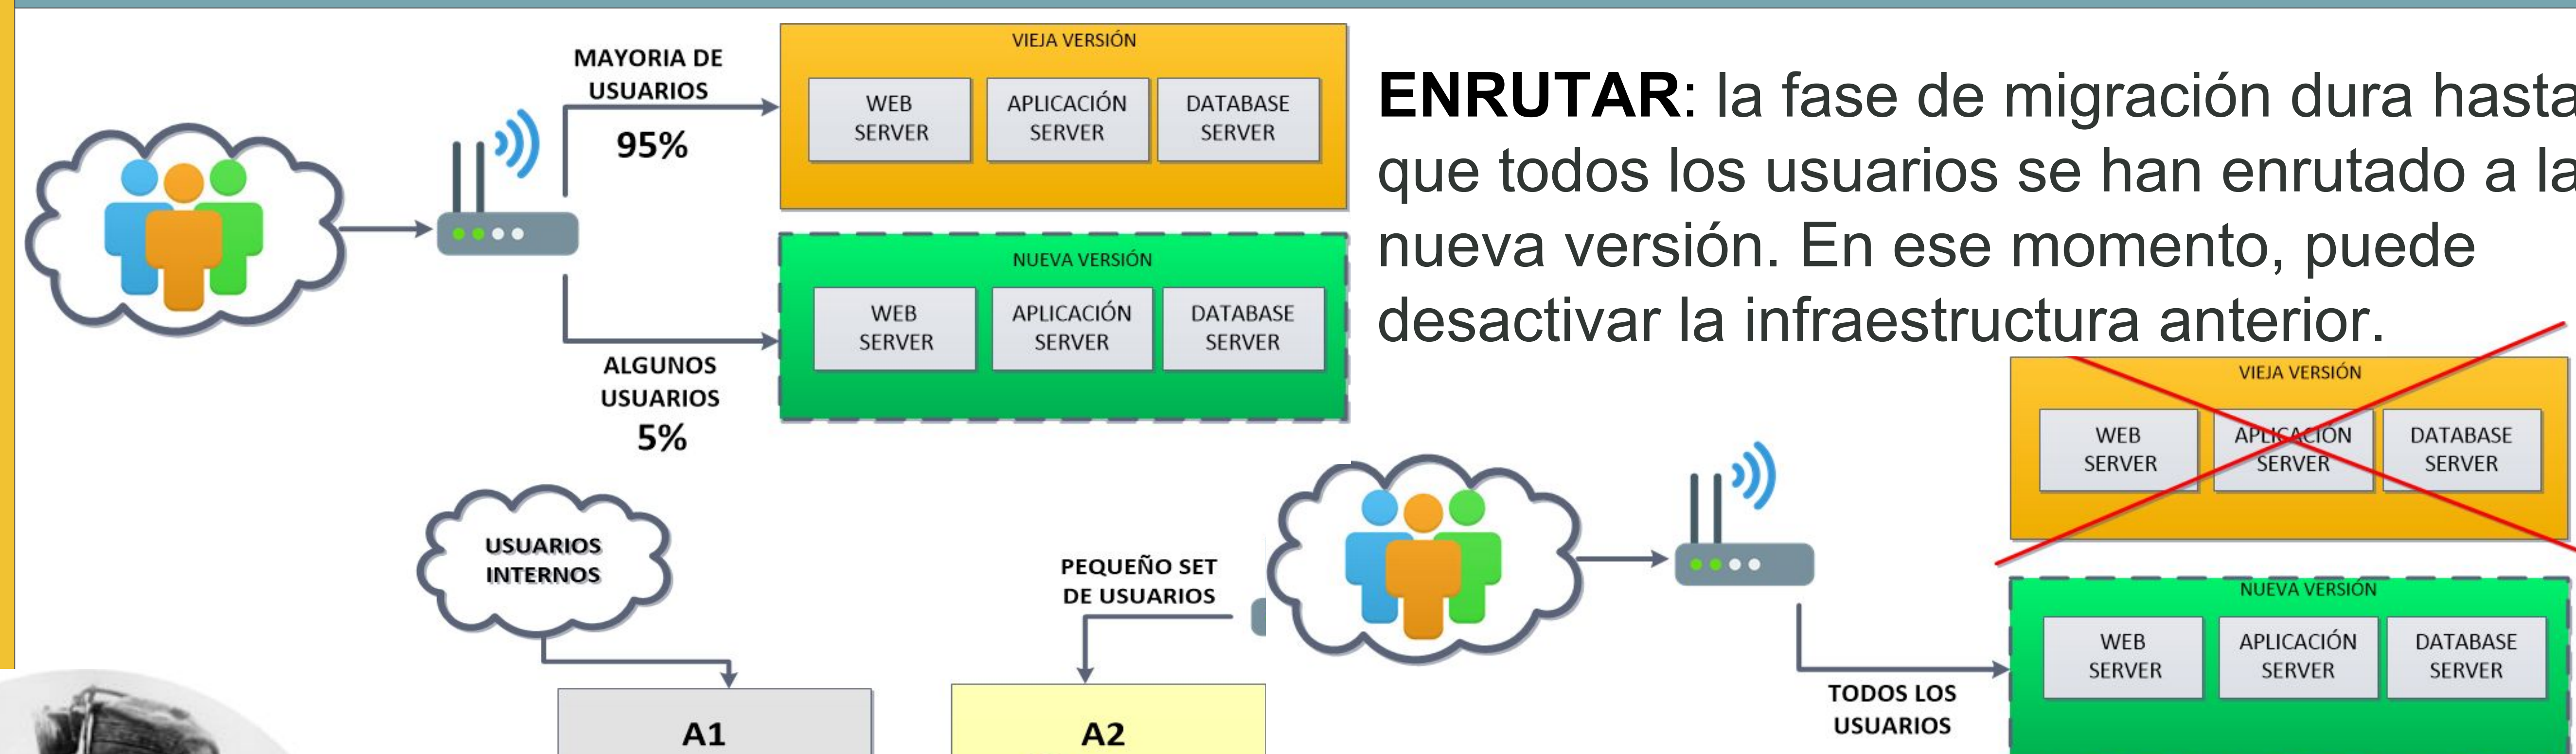 MAYORIA DE
USUARIOS
95%
VIEJA VERSIÓN
WEB
SERVER
APLICACIÓN
SERVER
DATABASE
SERVER
NUEVA VERSIÓN
WEB
SERVER
APLICACIÓN
SERVER
DATABASE
SERVER
ALGUNOS
USUARIOS
5%
ENRUTAR: la fase de migración dura hasta
que todos los usuarios se han enrutado a la
nueva versión. En ese momento, puede
desactivar la infraestructura anterior.
USUARIOS
INTERNOS
A1
PEQUEÑO SET
DE USUARIOS
A2
VIEJA VERSIÓN
WEB
SERVER
APLICACIÓN
SERVER
DATABASE
SERVER
NUEVA VERSIÓN
WEB
SERVER
APLICACIÓN
SERVER
DATABASE
SERVER
TODOS LOS
USUARIOS